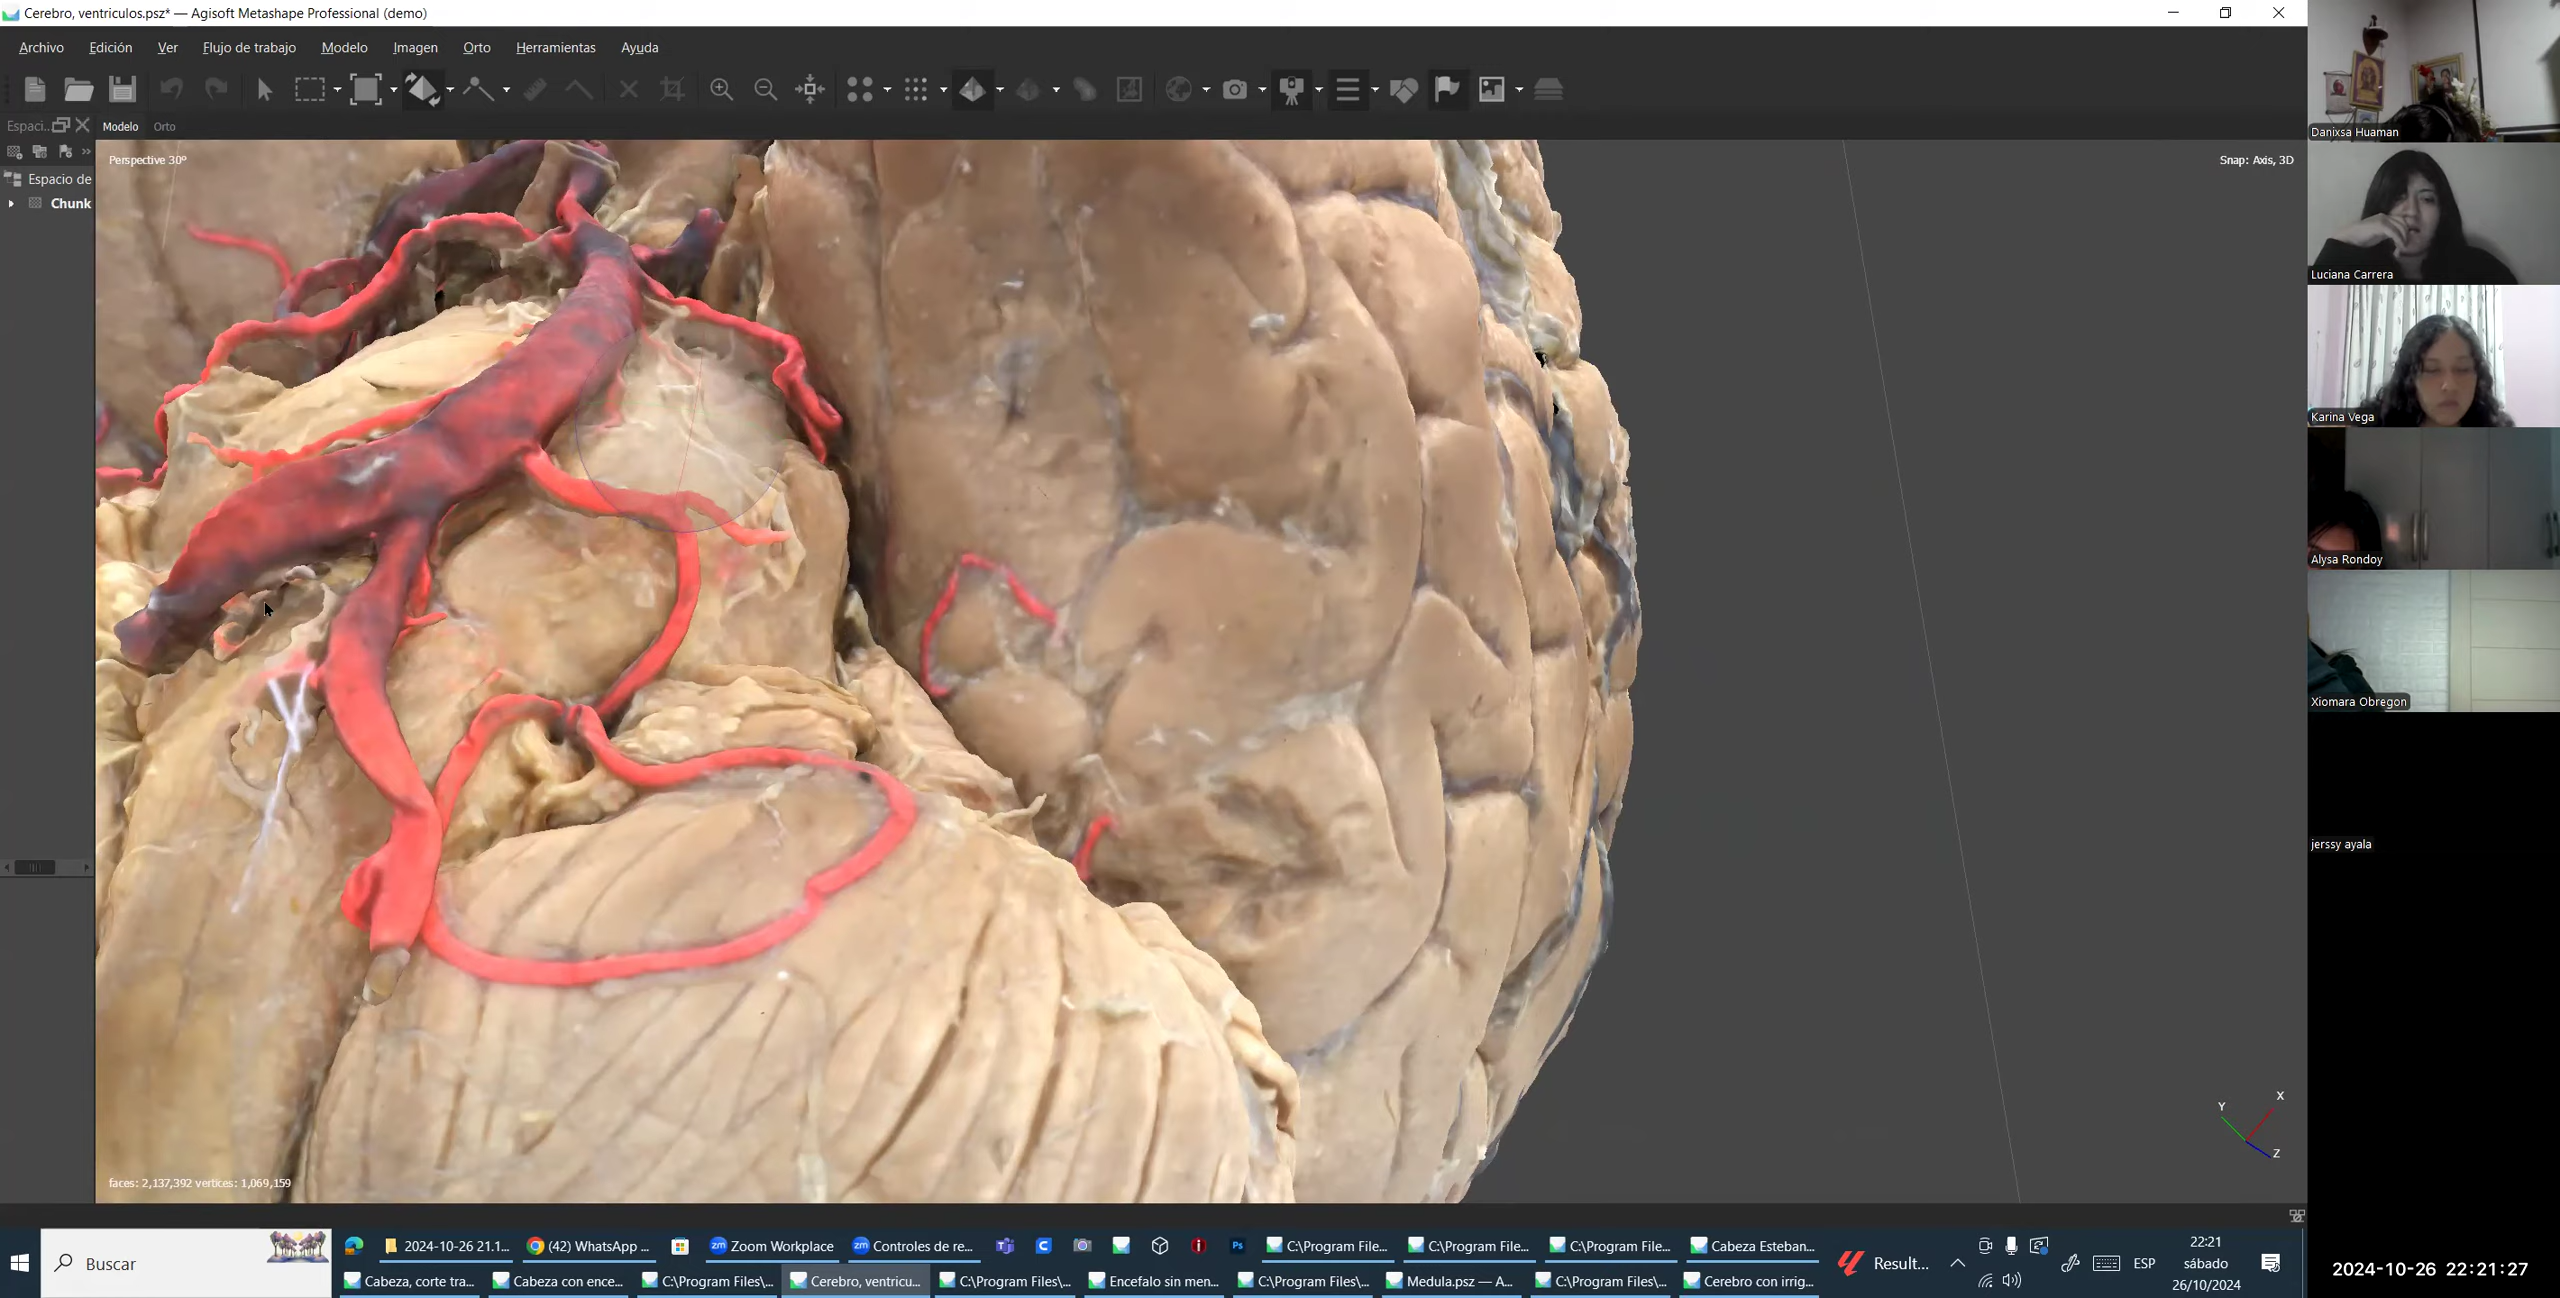 Cerebro, ventriculos.psz* — Agisoft Metashape Professional (demo)
Archivo Edición Ver Flujo de trabajo Modelo Imagen Orto Herramientas Ayuda
Espaci... Modelo Orto
Perspective 30°
Snap: Axis, 3D
Espacio de
Chunk
faces: 2,137,392 vertices: 1,069,159
X
Y
Z
Danixsa Huaman
Luciana Carrera
Karina Vega
Alysa Rondoy
Xiomara Obregon
jerssy ayala
2024-10-26 22:21:27
Buscar
2024-10-26 21.1... (42) WhatsApp ... zm Zoom Workplace zm Controles de re... Ps C:\Program File... C:\Program File... C:\Program File... Cabeza Esteban...
Cabeza, corte tra... Cabeza con ence... C:\Program Files\... Cerebro, ventricu... C:\Program Files\... Encefalo sin men... C:\Program Files\... Medula.psz — A... C:\Program Files\... Cerebro con irrig...
Result...
ESP
22:21
sábado
26/10/2024